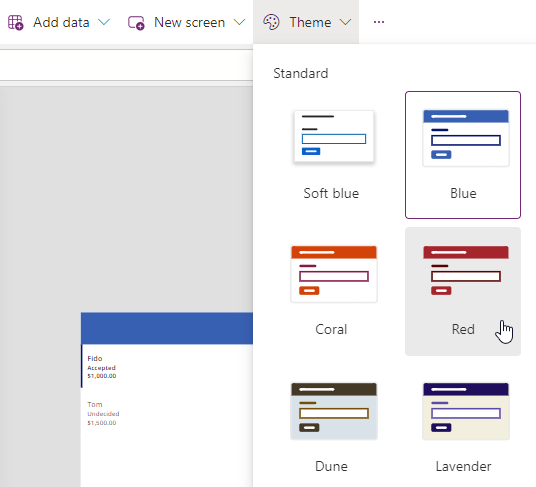 Add data New screen Theme ...
Standard
Soft blue Blue
Coral Red
Fido
Accepted
$1,000.00
Tom
Undecided
$1,500.00
Dune Lavender